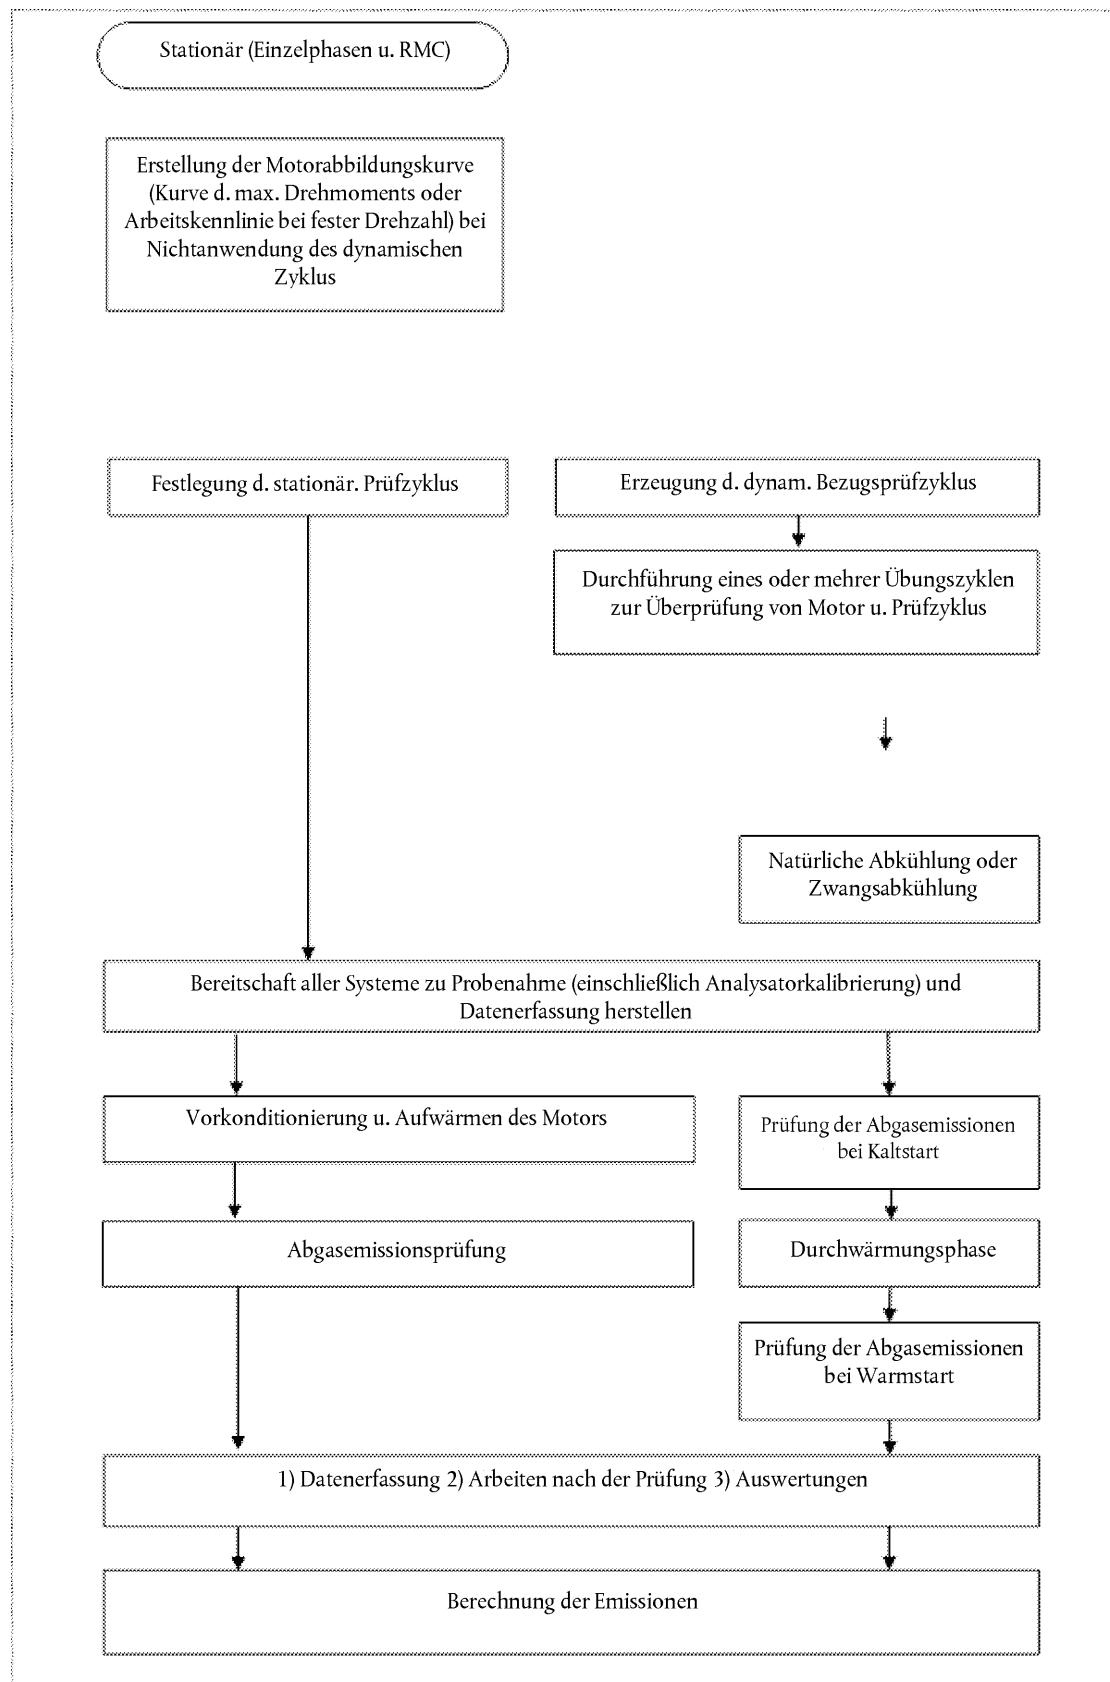 Stationär (Einzelphasen u. RMC)
Erstellung der Motorabbildungskurve
(Kurve d. max. Drehmoments oder
Arbeitskennlinie bei fester Drehzahl) bei
Nichtanwendung des dynamischen
Zyklus
Festlegung d. stationär. Prüfzyklus
Erzeugung d. dynam. Bezugsprüfzyklus
Durchführung eines oder mehrer Übungszyklen
zur Überprüfung von Motor u. Prüfzyklus
Natürliche Abkühlung oder
Zwangsabkühlung
Bereitschaft aller Systeme zu Probenahme (einschließlich Analysatorkalibrierung) und
Datenerfassung herstellen
Vorkonditionierung u. Aufwärmen des Motors
Prüfung der Abgasemissionen
bei Kaltstart
Abgasemissionsprüfung
Durchwärmungsphase
Prüfung der Abgasemissionen
bei Warmstart
1) Datenerfassung 2) Arbeiten nach der Prüfung 3) Auswertungen
Berechnung der Emissionen